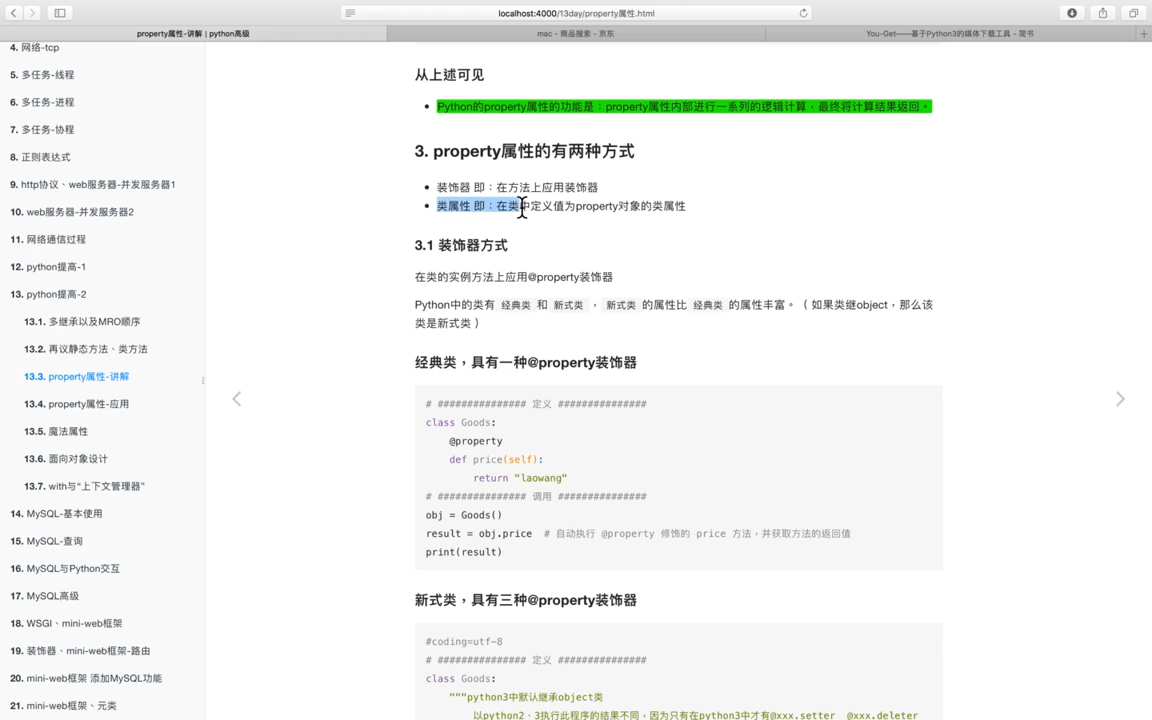 localhost:4000/13day/property属性.html
property属性-讲解 | python高级
mac - 商品搜索 - 京东
You-Get——基于Python3的媒体下载工具 - 简书
4. 网络-tcp
5. 多任务-线程
6. 多任务-进程
7. 多任务-协程
8. 正则表达式
9. http协议、web服务器-并发服务器1
10. web服务器-并发服务器2
11. 网络通信过程
12. python提高-1
13. python提高-2
13.1. 多继承以及MRO顺序
13.2. 再议静态方法、类方法
13.3. property属性-讲解
13.4. property属性-应用
13.5. 魔法属性
13.6. 面向对象设计
13.7. with与“上下文管理器”
14. MySQL-基本使用
15. MySQL-查询
16. MySQL与Python交互
17. MySQL高级
18. WSGI、mini-web框架
19. 装饰器、mini-web框架-路由
20. mini-web框架 添加MySQL功能
21. mini-web框架、元类
从上述可见
• Python的property属性的功能是：property属性内部进行一系列的逻辑计算，最终将计算结果返回。
3. property属性的有两种方式
• 装饰器 即：在方法上应用装饰器
• 类属性 即：在类中定义值为property对象的类属性
3.1 装饰器方式
在类的实例方法上应用@property装饰器
Python中的类有 经典类 和 新式类 ， 新式类 的属性比 经典类 的属性丰富。（ 如果类继object，那么该
类是新式类 ）
经典类，具有一种@property装饰器
# ############### 定义 ###############
class Goods:
@property
def price(self):
return "laowang"
# ############### 调用 ###############
obj = Goods()
result = obj.price # 自动执行 @property 修饰的 price 方法，并获取方法的返回值
print(result)
新式类，具有三种@property装饰器
#coding=utf-8
# ############### 定义 ###############
class Goods:
"""python3中默认继承object类
以python2、3执行此程序的结果不同，因为只有在python3中才有@xxx.setter @xxx.deleter